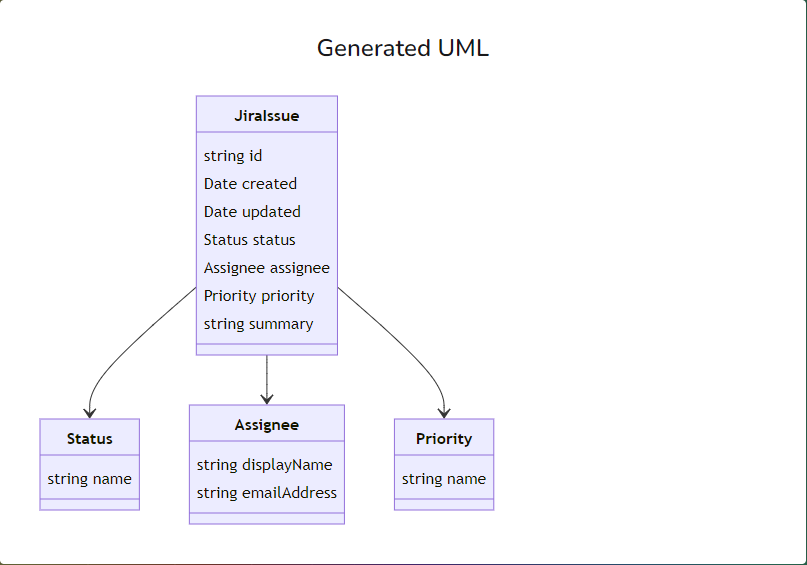 Generated UML
JiraIssue
string id
Date created
Date updated
Status status
Assignee assignee
Priority priority
string summary
Status
string name
Assignee
string displayName
string emailAddress
Priority
string name